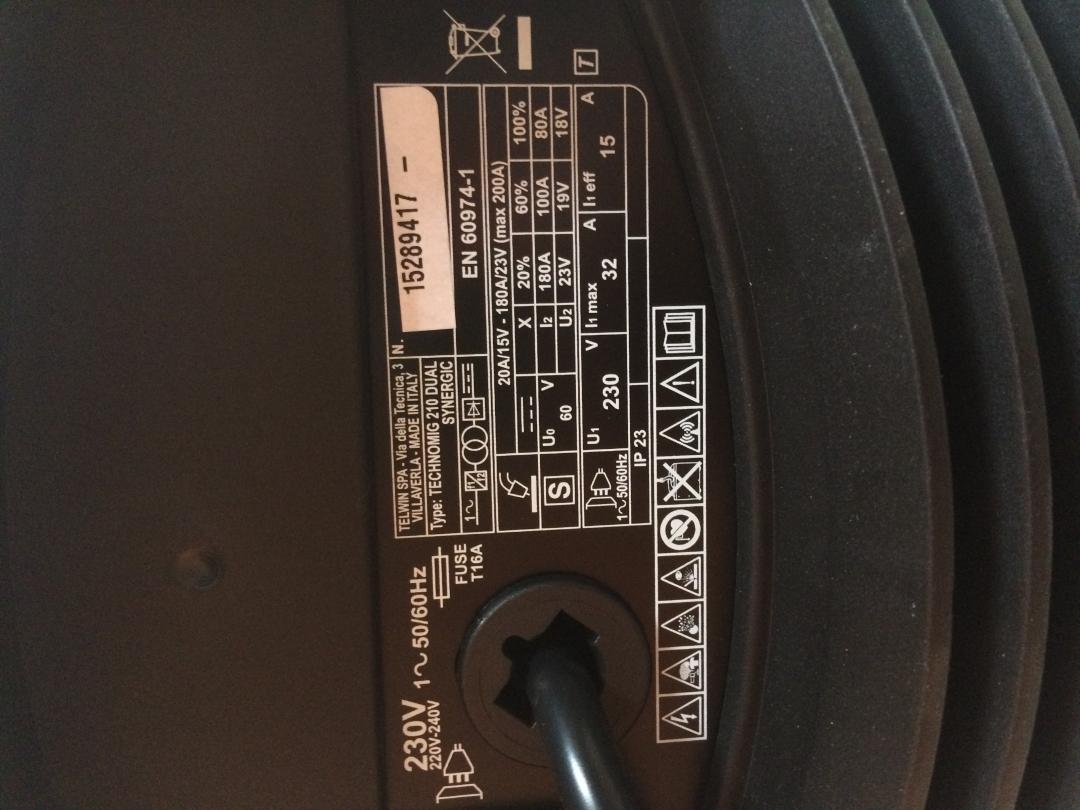 230V 1~50/60Hz
220V-240V
FUSE
T16A
TELWIN SPA - Via della Tecnica, 3
VILLAVERLA - MADE IN ITALY
N. 15289417 –
Type: TECHNOMIG 210 DUAL
SYNERGIC
1~ EN 60974-1
20A/15V - 180A/23V (max 200A)
X 20% 60% 100%
S U0 V
60
I2 180A 100A 80A
U2 23V 19V 18V
1~50/60Hz
U1 230 V
I1 max 32 A
I1 eff 15 A
IP 23
T